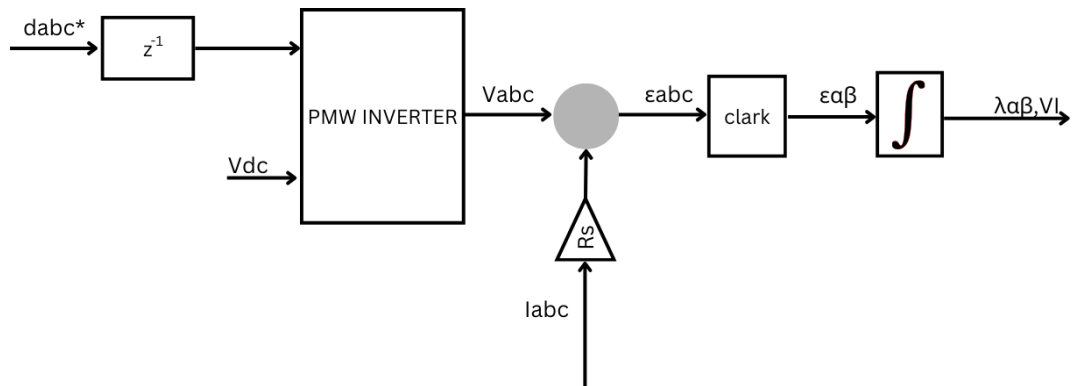 dabc*
z-1
PMW INVERTER
Vdc
Vabc
εabc
clark
εαβ
∫
λαβ,VI
Rs
Iabc